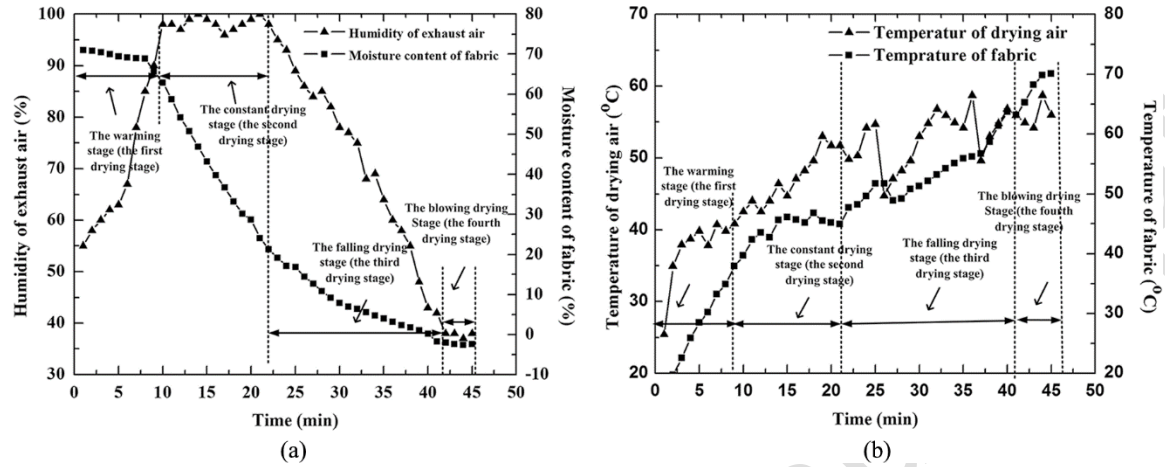 Humidity of exhaust air (%)
100
90
80
70
60
50
40
30
Humidity of exhaust air
Moisture content of fabric
The warming
stage (the first
drying stage)
The constant drying
stage (the second
drying stage)
The falling drying
stage (the third
drying stage)
The blowing drying
Stage (the fourth
drying stage)
80
70
60
50
40
30
20
10
0
-10
Moisture content of fabric (%)
0 5 10 15 20 25 30 35 40 45 50
Time (min)
(a)
Temperature of drying air (°C)
70
60
50
40
30
20
Temperatur of drying air
Temprature of fabric
The warming
stage (the first
drying stage)
The constant drying
stage (the second
drying stage)
The falling drying
stage (the third
drying stage)
The blowing drying
Stage (the fourth
drying stage)
80
70
60
50
40
30
20
Temperature of fabric (°C)
0 5 10 15 20 25 30 35 40 45 50
Time (min)
(b)